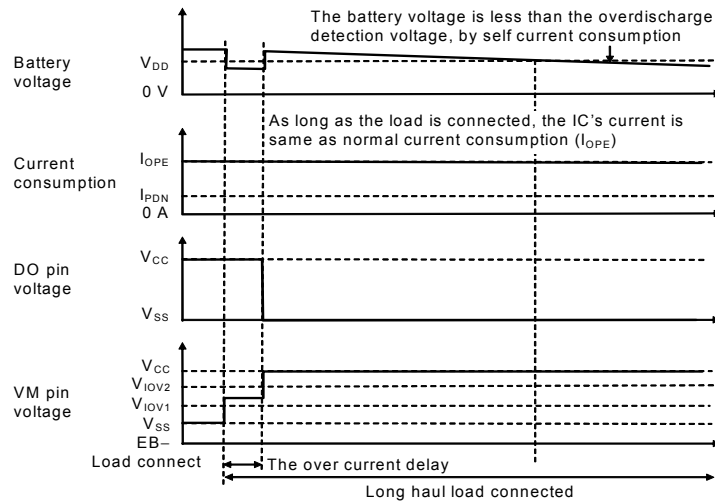 The battery voltage is less than the overdischarge
detection voltage, by self current consumption
Battery
voltage
VDD
0 V
As long as the load is connected, the IC's current is
same as normal current consumption (IOPE)
Current
consumption
IOPE
IPDN
0 A
DO pin
voltage
VCC
VSS
VM pin
voltage
VCC
VIOV2
VIOV1
VSS
EB−
Load connect
The over current delay
Long haul load connected